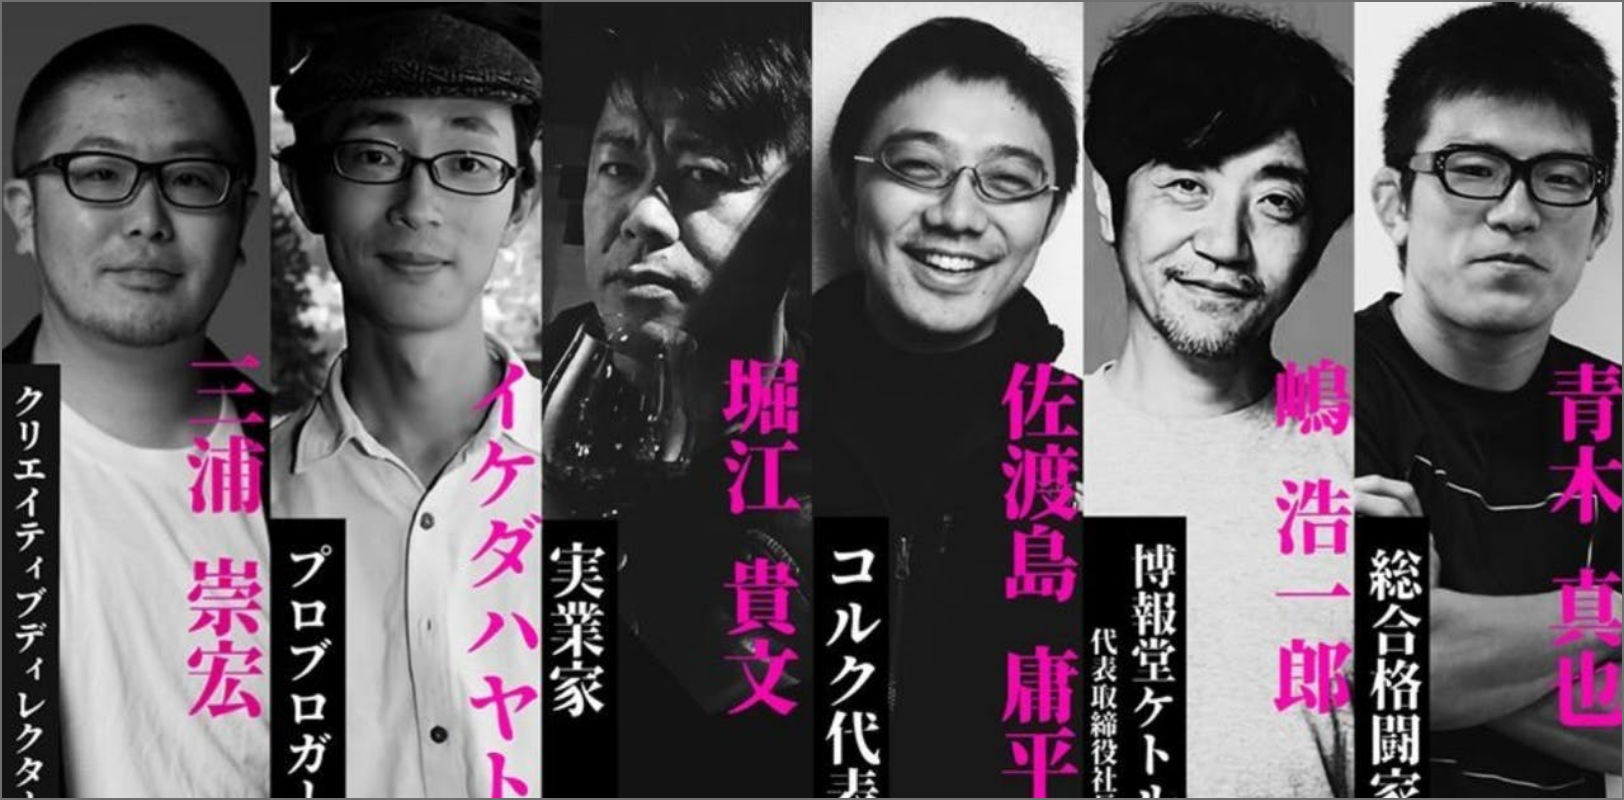 クリエイティブディレクター
三浦 崇宏
プロブロガー
イケダハヤト
実業家
堀江 貴文
コルク代表
佐渡島 庸平
博報堂ケトル
代表取締役社長
嶋 浩一郎
総合格闘家
青木 真也